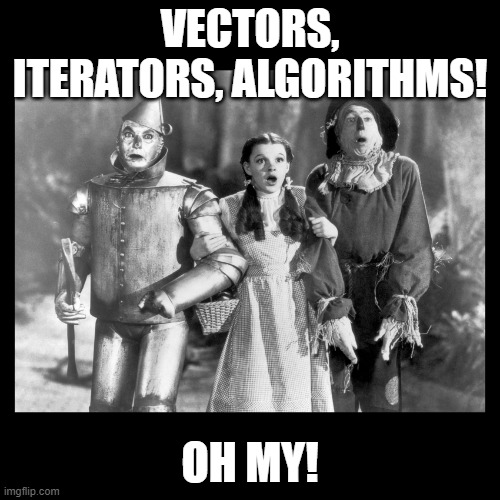 VECTORS,
ITERATORS, ALGORITHMS!
OH MY!
imgflip.com